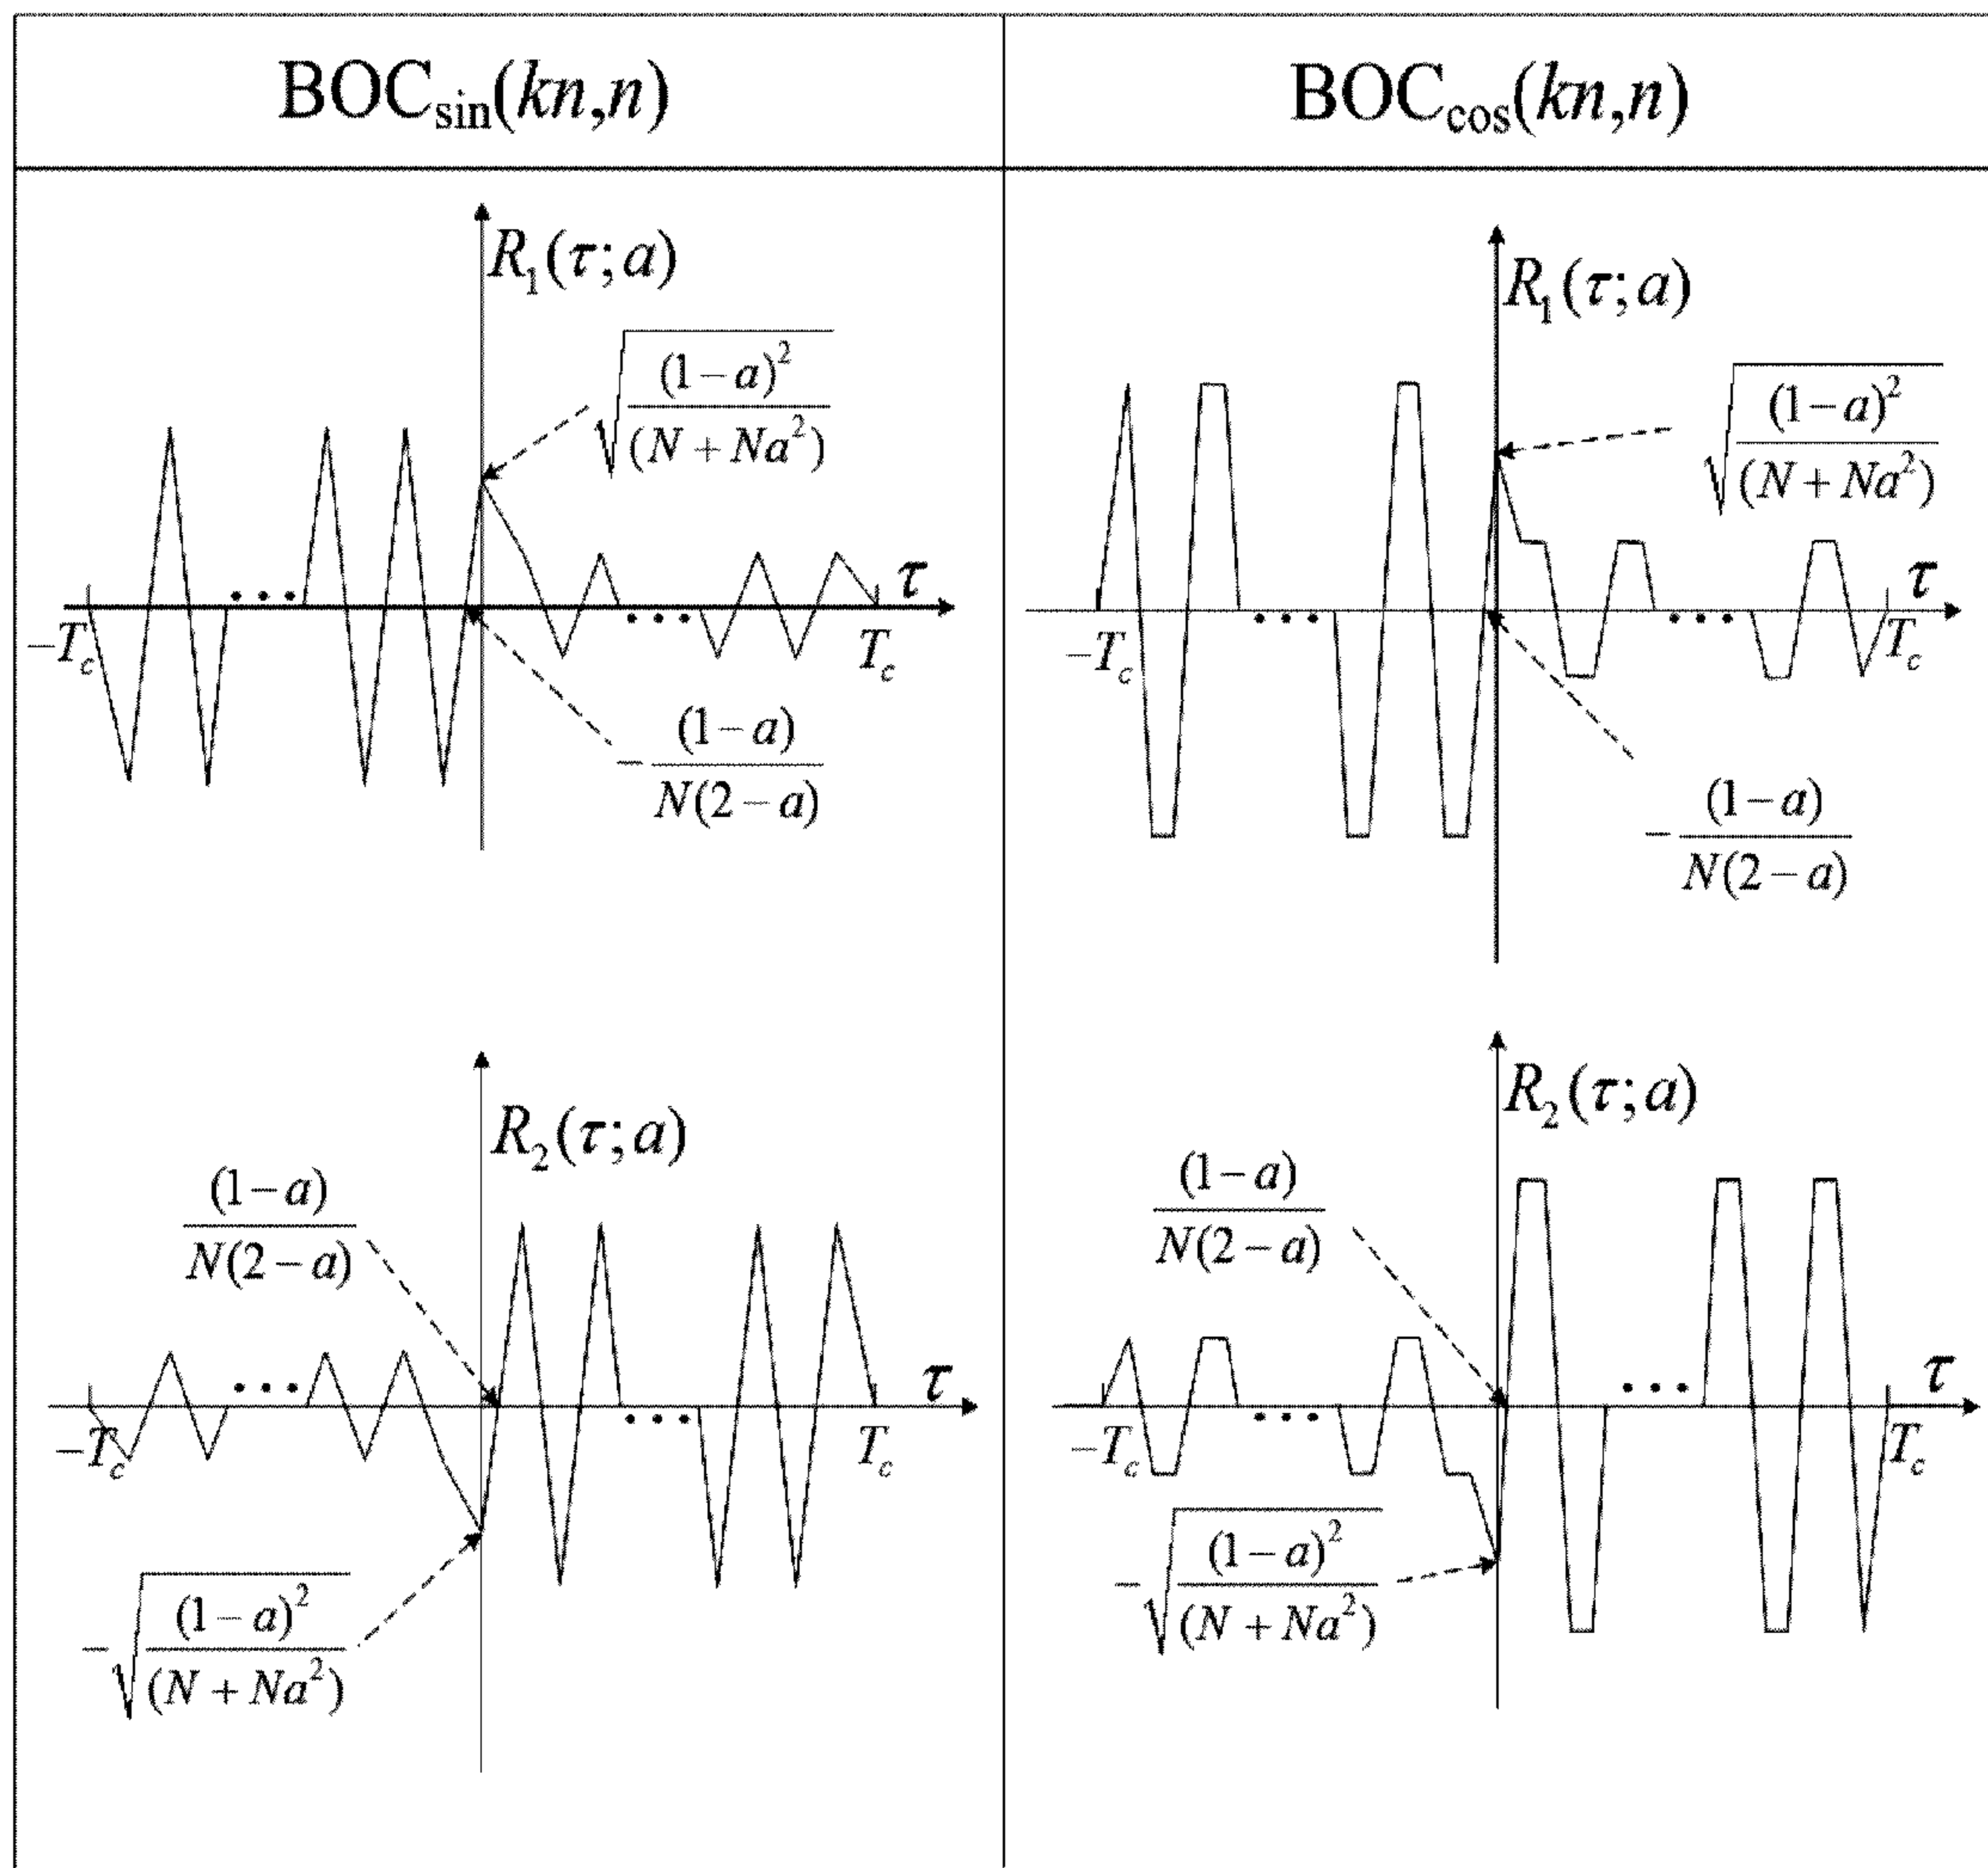 BOCsin(kn,n)
BOCcos(kn,n)
R₁(τ;a)
√((1−a)²/(N+Na²))
τ
−Tc
Tc
−(1−a)/N(2−a)
R₁(τ;a)
√((1−a)²/(N+Na²))
τ
−Tc
Tc
−(1−a)/N(2−a)
R₂(τ;a)
(1−a)/N(2−a)
τ
−Tc
Tc
−√((1−a)²/(N+Na²))
R₂(τ;a)
(1−a)/N(2−a)
τ
−Tc
Tc
−√((1−a)²/(N+Na²))